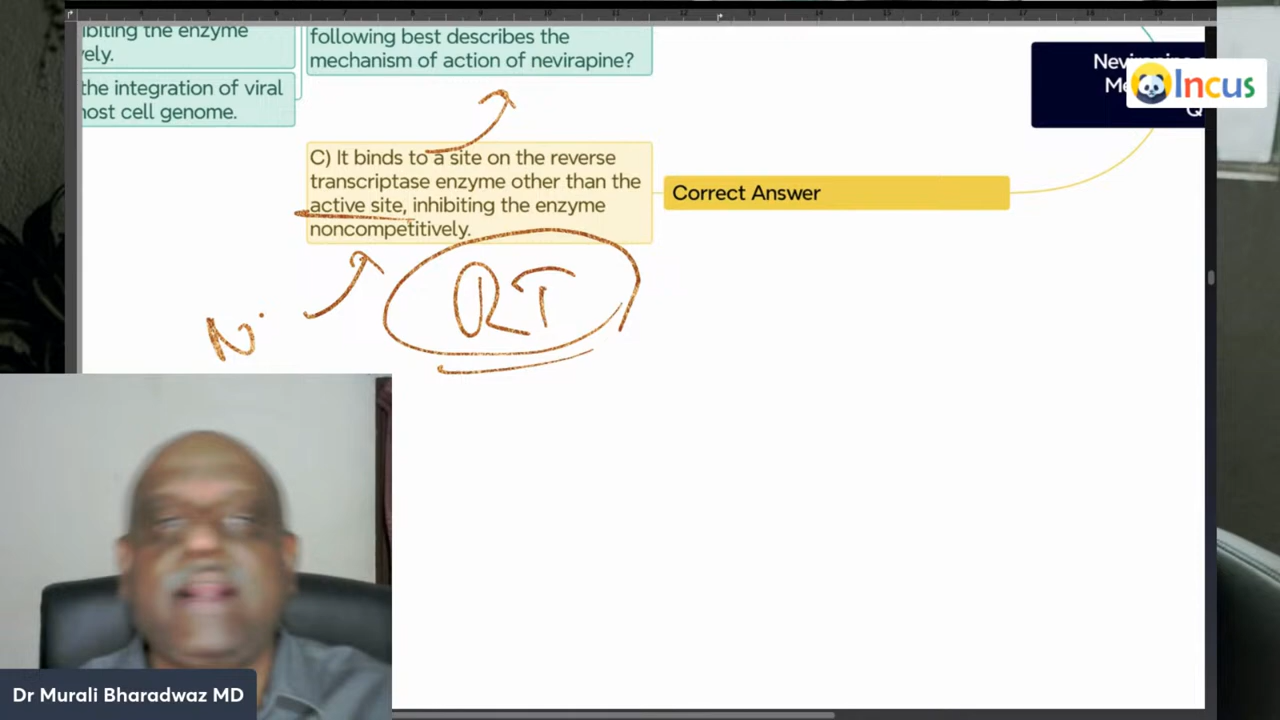 ibiting the enzyme
vely.
the integration of viral
host cell genome.
following best describes the
mechanism of action of nevirapine?
C) It binds to a site on the reverse
transcriptase enzyme other than the
active site, inhibiting the enzyme
noncompetitively.
Correct Answer
Incus
RT
N
Dr Murali Bharadwaz MD